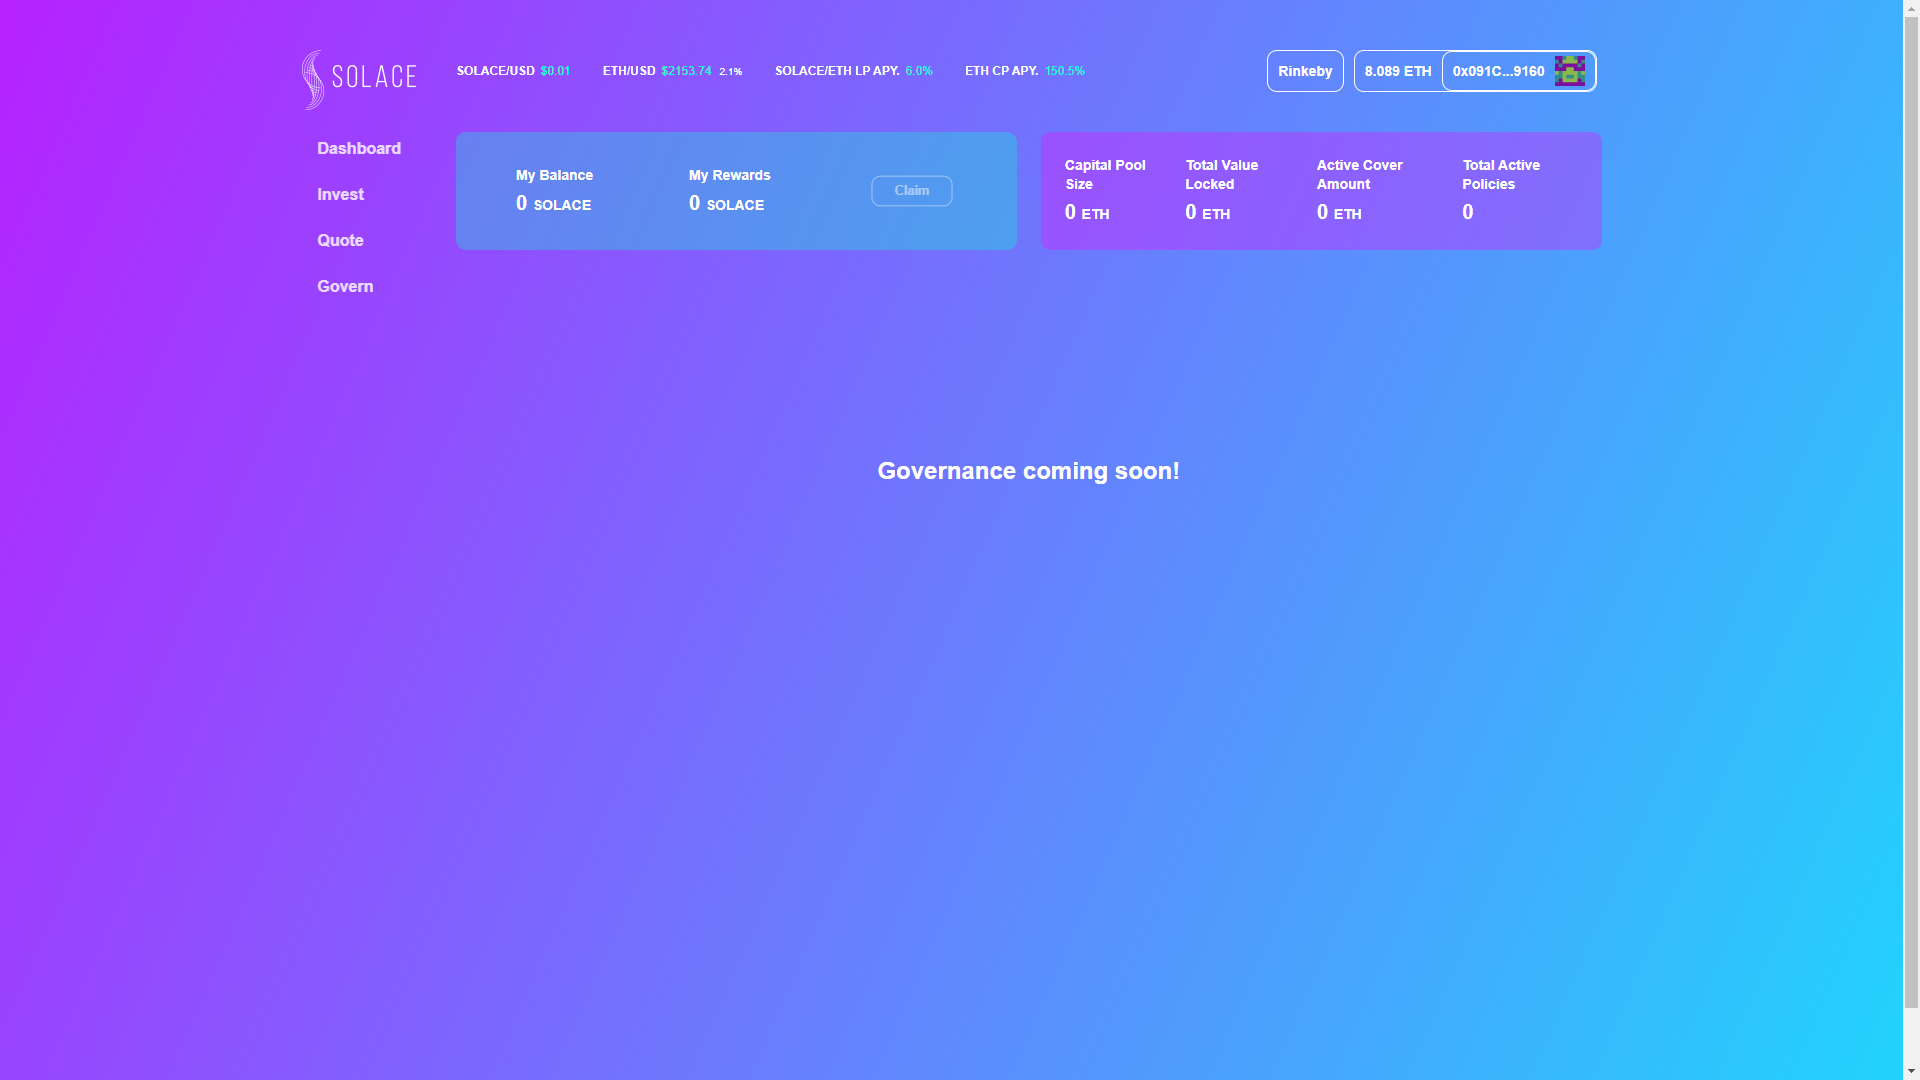 SOLACE
SOLACE/USD $0.01 ETH/USD $2153.74 2.1% SOLACE/ETH LP APY. 6.0% ETH CP APY. 150.5%
Rinkeby
8.089 ETH 0x091C...9160
Dashboard
Invest
Quote
Govern
My Balance
0 SOLACE
My Rewards
0 SOLACE
Claim
Capital Pool
Size
0 ETH
Total Value
Locked
0 ETH
Active Cover
Amount
0 ETH
Total Active
Policies
0
Governance coming soon!